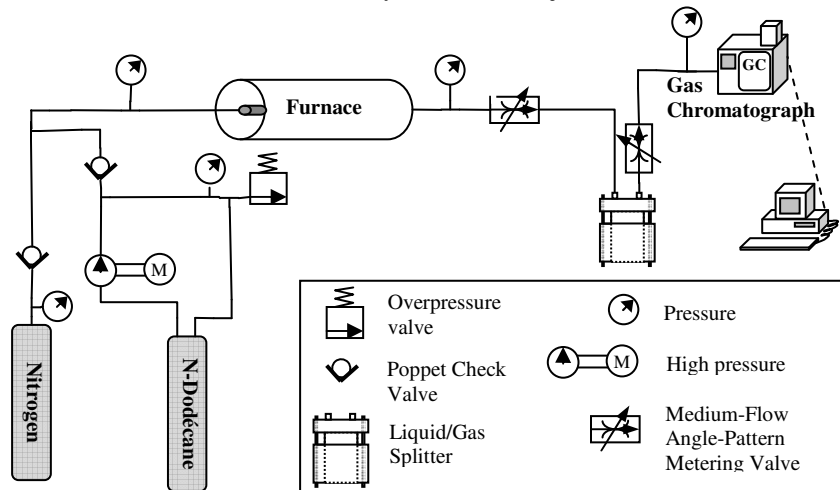 GC
Gas
Chromatograph
Furnace
M
Nitrogen
N-Dodécane
Overpressure
valve
Pressure
Poppet Check
Valve
M
High pressure
Liquid/Gas
Splitter
Medium-Flow
Angle-Pattern
Metering Valve